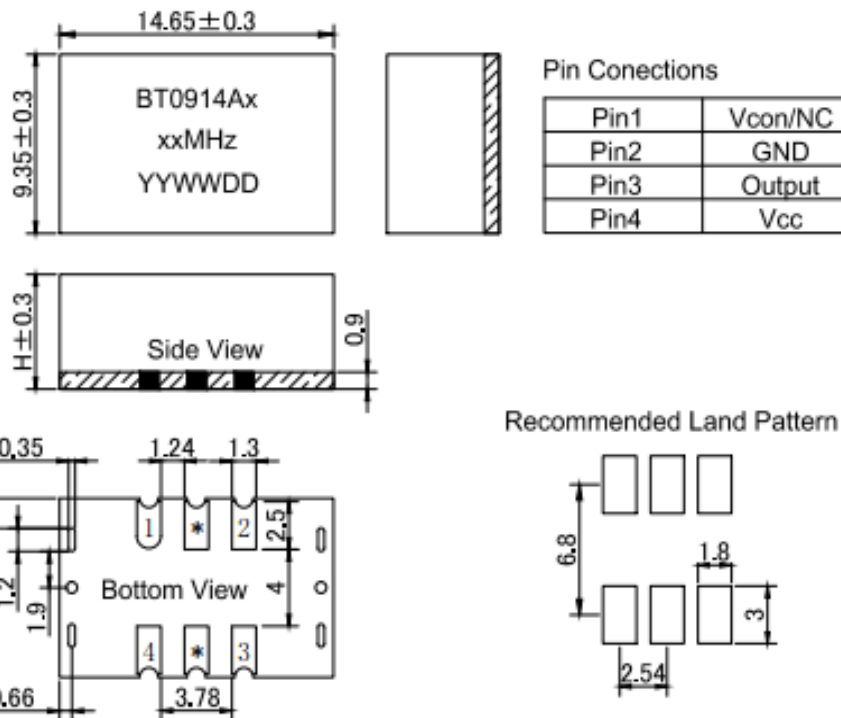 14.65±0.3
9.35±0.3
BT0914Ax
xxMHz
YYWWDD
Pin Conections
Pin1 Vcon/NC
Pin2 GND
Pin3 Output
Pin4 Vcc
H±0.3
Side View
0.9
Recommended Land Pattern
0.35
1.24
1.3
1 * 2
2.5
1.2
1.9
Bottom View
4
4 * 3
0.66
3.78
6.8
1.8
3
2.54